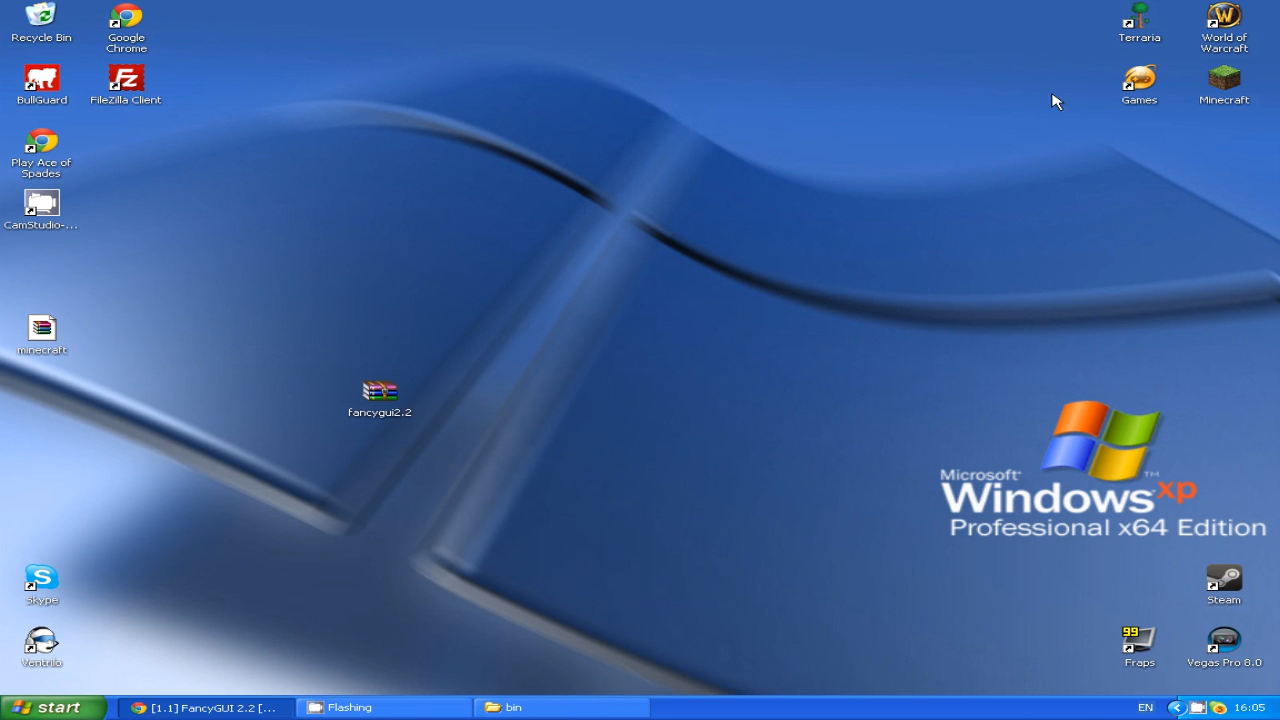 Recycle Bin
Google
Chrome
Terraria
World of
Warcraft
BullGuard
FileZilla Client
Games
Minecraft
Play Ace of
Spades
CamStudio-...
minecraft
fancygui2.2
Microsoft
Windows xp
TM
Professional x64 Edition
Skype
Steam
Ventrilo
99
Fraps
Vegas Pro 8.0
start
[1.1] FancyGUI 2.2 [...
Flashing
bin
EN
16:05